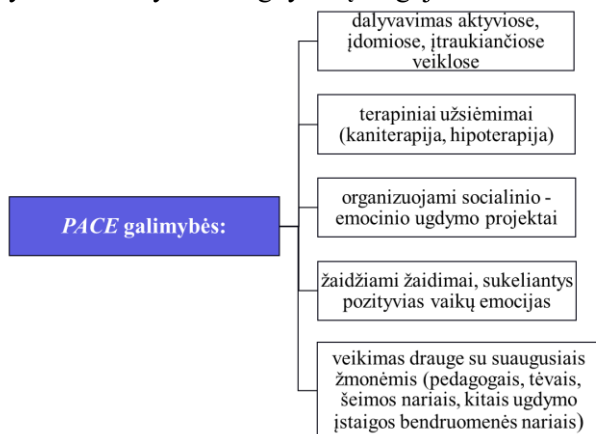 dalyvavimas aktyviose,
įdomiose, įtraukiančiose
veiklose
terapiniai užsiėmimai
(kaniterapija, hipoterapija)
PACE galimybės:
organizuojami socialinio -
emocinio ugdymo projektai
žaidžiami žaidimai, sukeliantys
pozityvias vaikų emocijas
veikimas drauge su suaugusiais
žmonėmis (pedagogais, tėvais,
šeimos nariais, kitais ugdymo
įstaigos bendruomenės nariais)